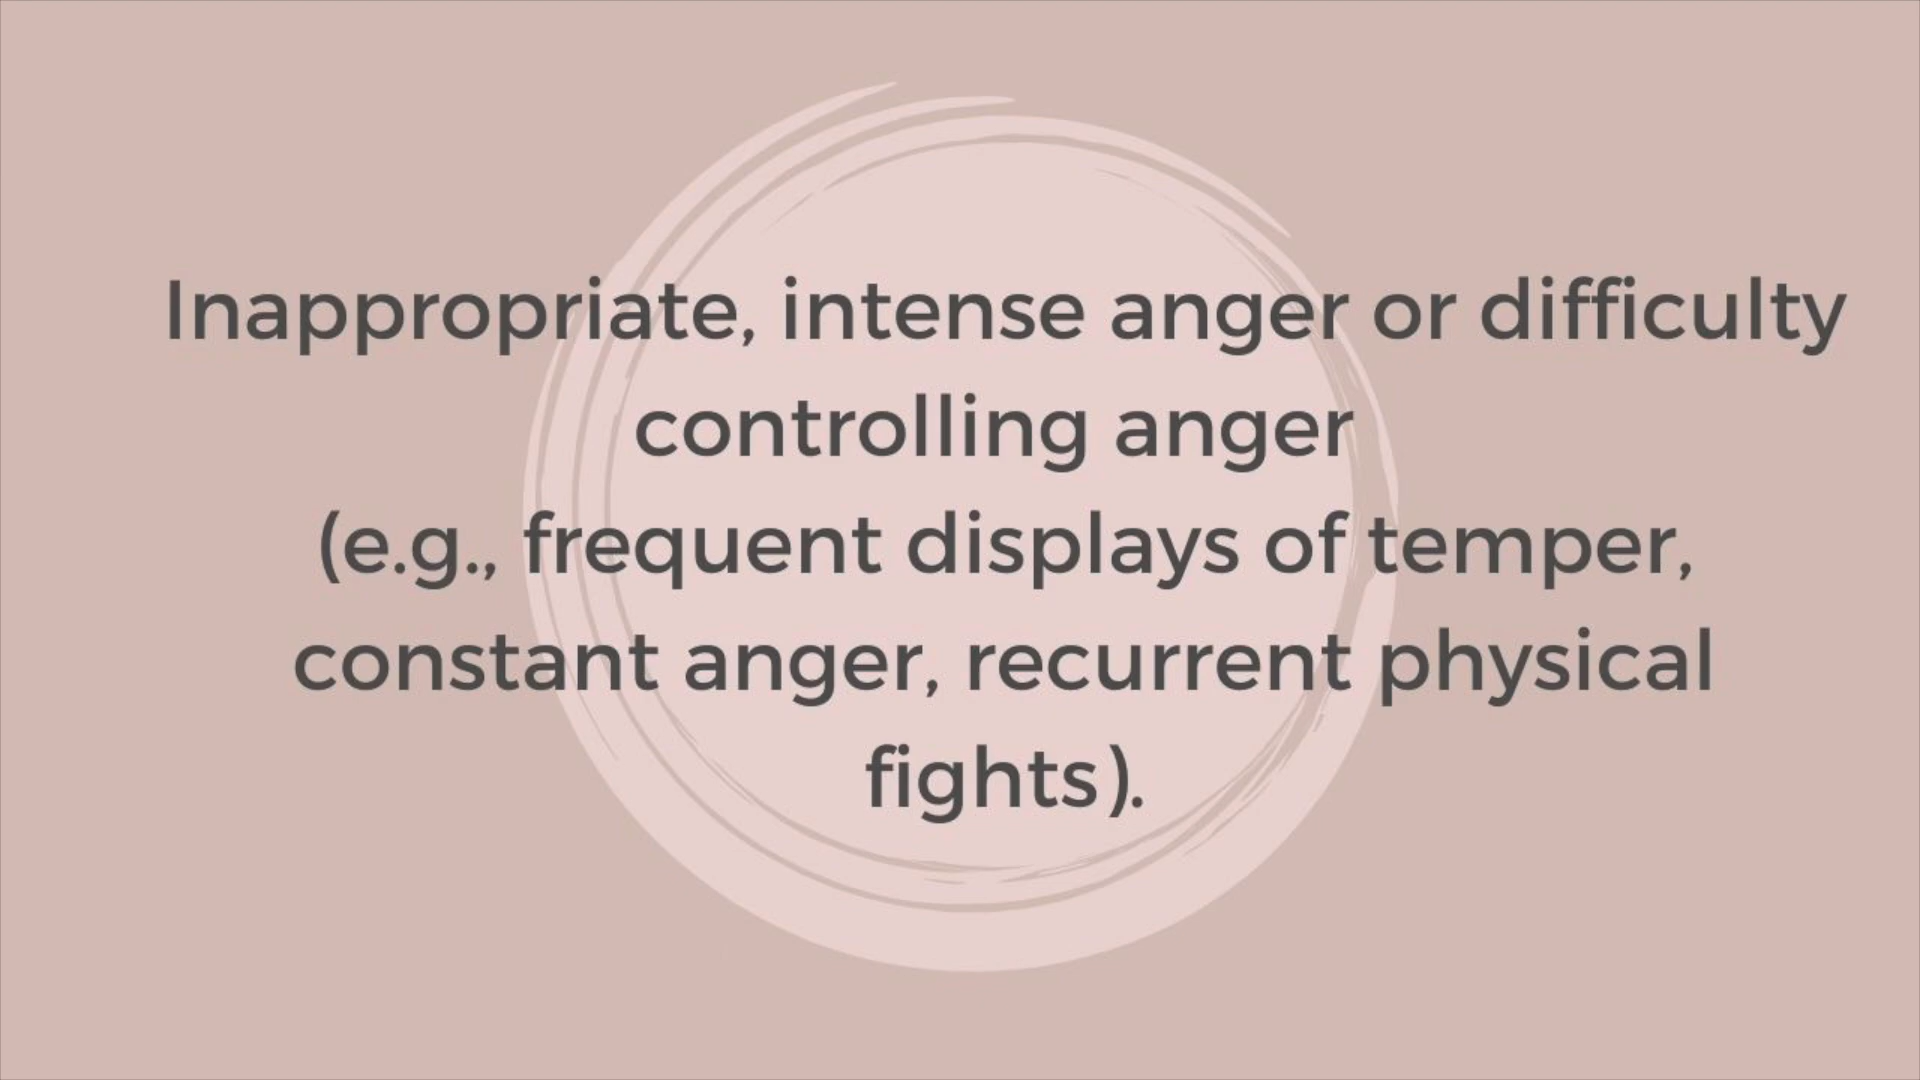 Inappropriate, intense anger or difficulty
controlling anger
(e.g., frequent displays of temper,
constant anger, recurrent physical
fights).